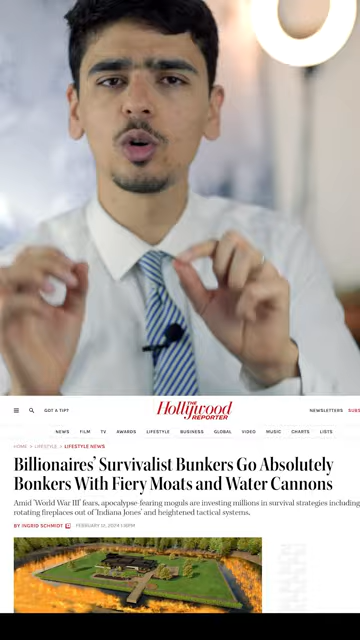 GOT A TIP?
THE
Hollywood
REPORTER
NEWSLETTERS SUBS
NEWS FILM TV AWARDS LIFESTYLE BUSINESS GLOBAL VIDEO MUSIC CHARTS LISTS
HOME > LIFESTYLE > LIFESTYLE NEWS
Billionaires’ Survivalist Bunkers Go Absolutely
Bonkers With Fiery Moats and Water Cannons
Amid 'World War III' fears, apocalypse-fearing moguls are investing millions in survival strategies including
rotating fireplaces out of 'Indiana Jones' and heightened tactical systems.
BY INGRID SCHMIDT FEBRUARY 12, 2024 1:18PM